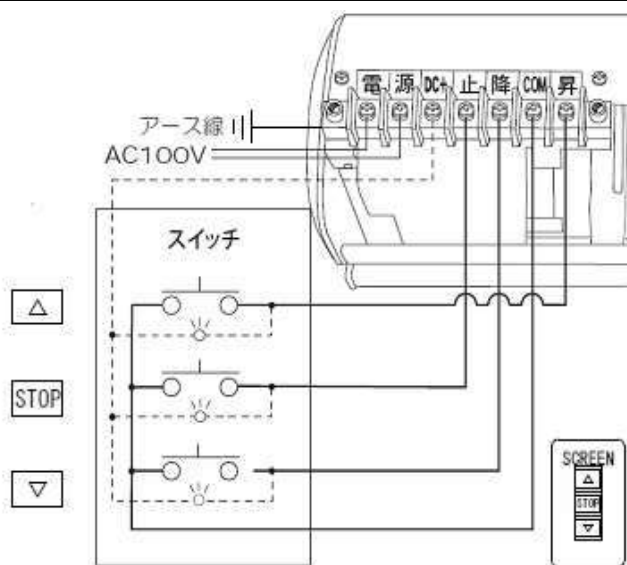 電 源 DC+ 止 降 COM 昇
アース線
AC100V
スイッチ
△
STOP
▽
SCREEN
△
STOP
▽